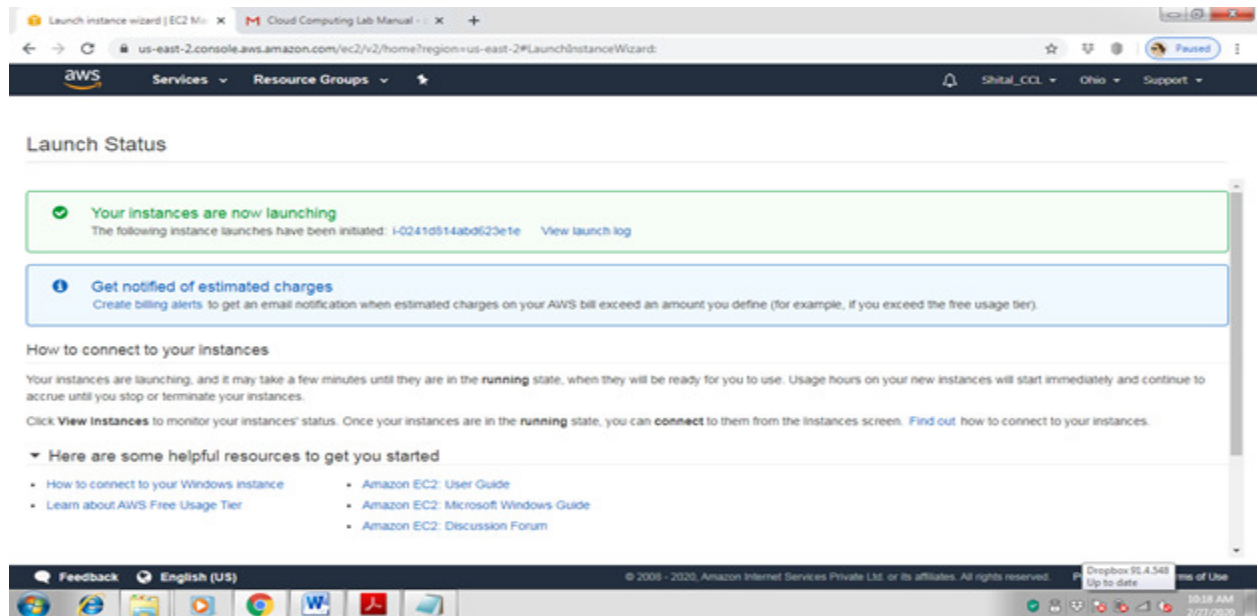 Launch instance wizard | EC2 Ma
Cloud Computing Lab Manual -
us-east-2.console.aws.amazon.com/ec2/v2/home?region=us-east-2#LaunchInstanceWizard:
Paused
aws Services Resource Groups Shital_CCL Ohio Support
Launch Status
Your instances are now launching
The following instance launches have been initiated: i-0241d514abd623e1e View launch log
Get notified of estimated charges
Create billing alerts to get an email notification when estimated charges on your AWS bill exceed an amount you define (for example, if you exceed the free usage tier).
How to connect to your instances
Your instances are launching, and it may take a few minutes until they are in the running state, when they will be ready for you to use. Usage hours on your new instances will start immediately and continue to
accrue until you stop or terminate your instances.
Click View Instances to monitor your instances' status. Once your instances are in the running state, you can connect to them from the Instances screen. Find out how to connect to your instances.
Here are some helpful resources to get you started
• How to connect to your Windows instance
• Learn about AWS Free Usage Tier
• Amazon EC2: User Guide
• Amazon EC2: Microsoft Windows Guide
• Amazon EC2: Discussion Forum
Feedback English (US) © 2008 - 2020, Amazon Internet Services Private Ltd. or its affiliates. All rights reserved. P ms of Use
Dropbox 91.4.548
Up to date
10:18 AM
2/27/2020